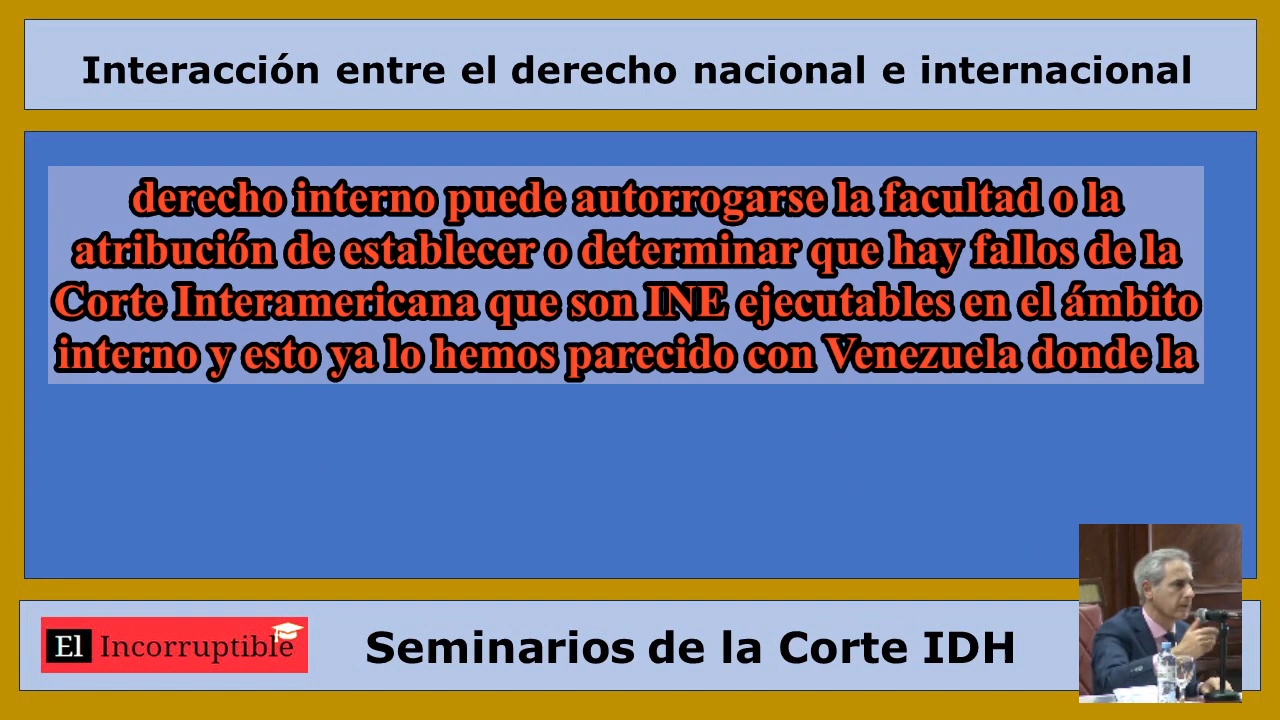 Interacción entre el derecho nacional e internacional
derecho interno puede autorrogarse la facultad o la
atribución de establecer o determinar que hay fallos de la
Corte Interamericana que son INE ejecutables en el ámbito
interno y esto ya lo hemos parecido con Venezuela donde la
El Incorruptible
Seminarios de la Corte IDH